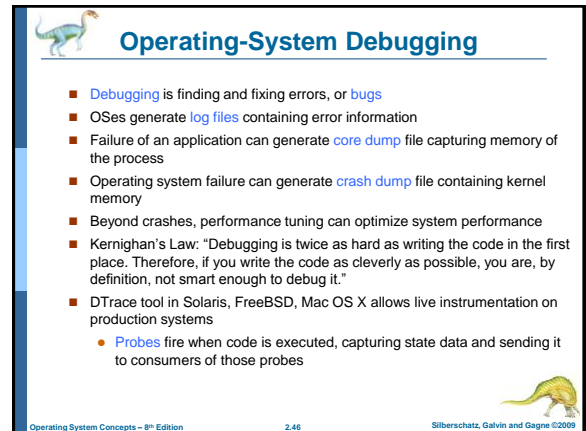 Operating-System Debugging
Debugging is finding and fixing errors, or bugs
OSes generate log files containing error information
Failure of an application can generate core dump file capturing memory of
the process
Operating system failure can generate crash dump file containing kernel
memory
Beyond crashes, performance tuning can optimize system performance
Kernighan's Law: “Debugging is twice as hard as writing the code in the first
place. Therefore, if you write the code as cleverly as possible, you are, by
definition, not smart enough to debug it.”
DTrace tool in Solaris, FreeBSD, Mac OS X allows live instrumentation on
production systems
Probes fire when code is executed, capturing state data and sending it
to consumers of those probes
Operating System Concepts – 8th Edition
2.46
Silberschatz, Galvin and Gagne ©2009